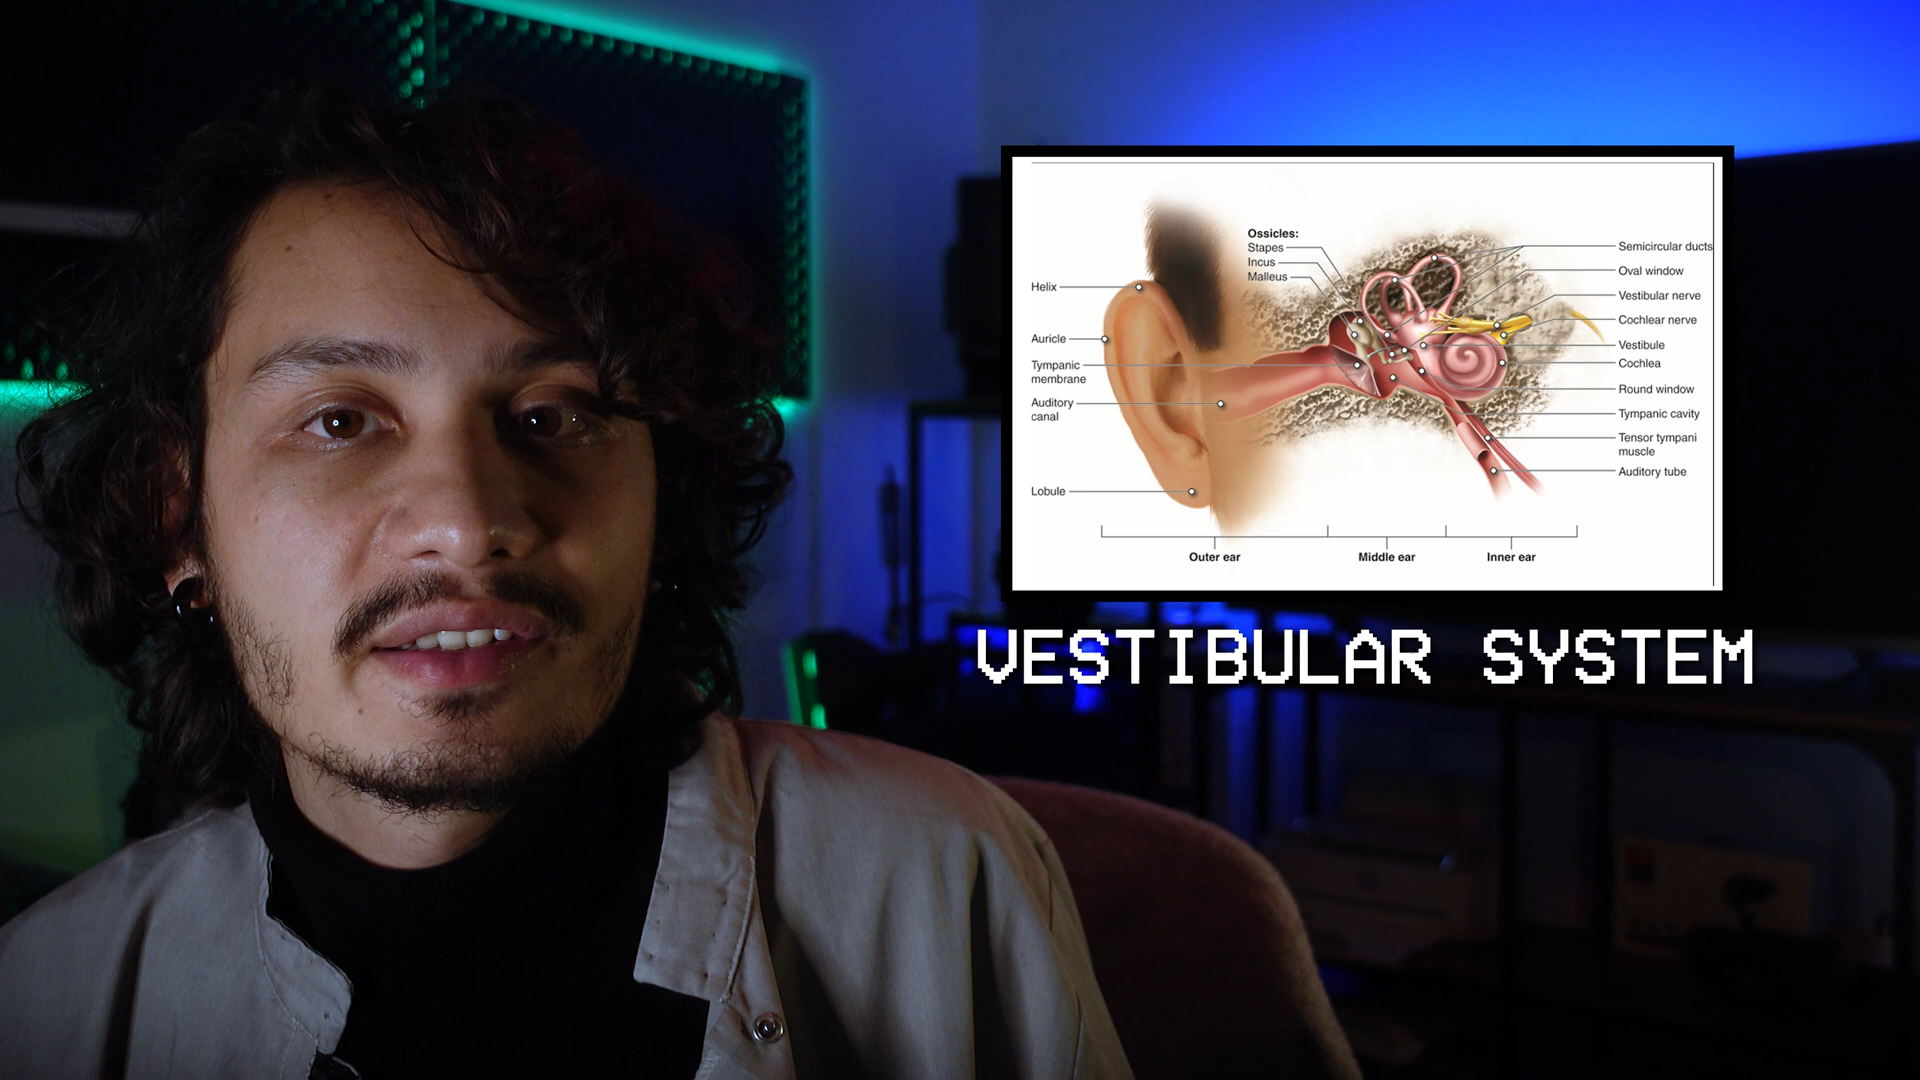 Ossicles:
Stapes
Incus
Malleus
Helix
Auricle
Tympanic
membrane
Auditory
canal
Lobule
Semicircular ducts
Oval window
Vestibular nerve
Cochlear nerve
Vestibule
Cochlea
Round window
Tympanic cavity
Tensor tympani
muscle
Auditory tube
Outer ear
Middle ear
Inner ear
VESTIBULAR SYSTEM